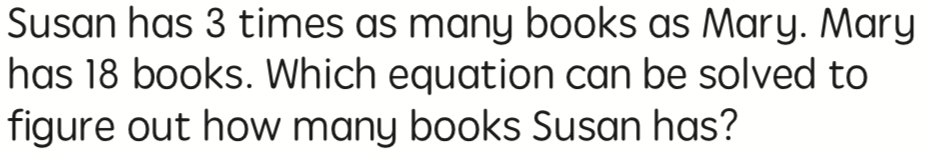 Susan has 3 times as many books as Mary. Mary
has 18 books. Which equation can be solved to
figure out how many books Susan has?